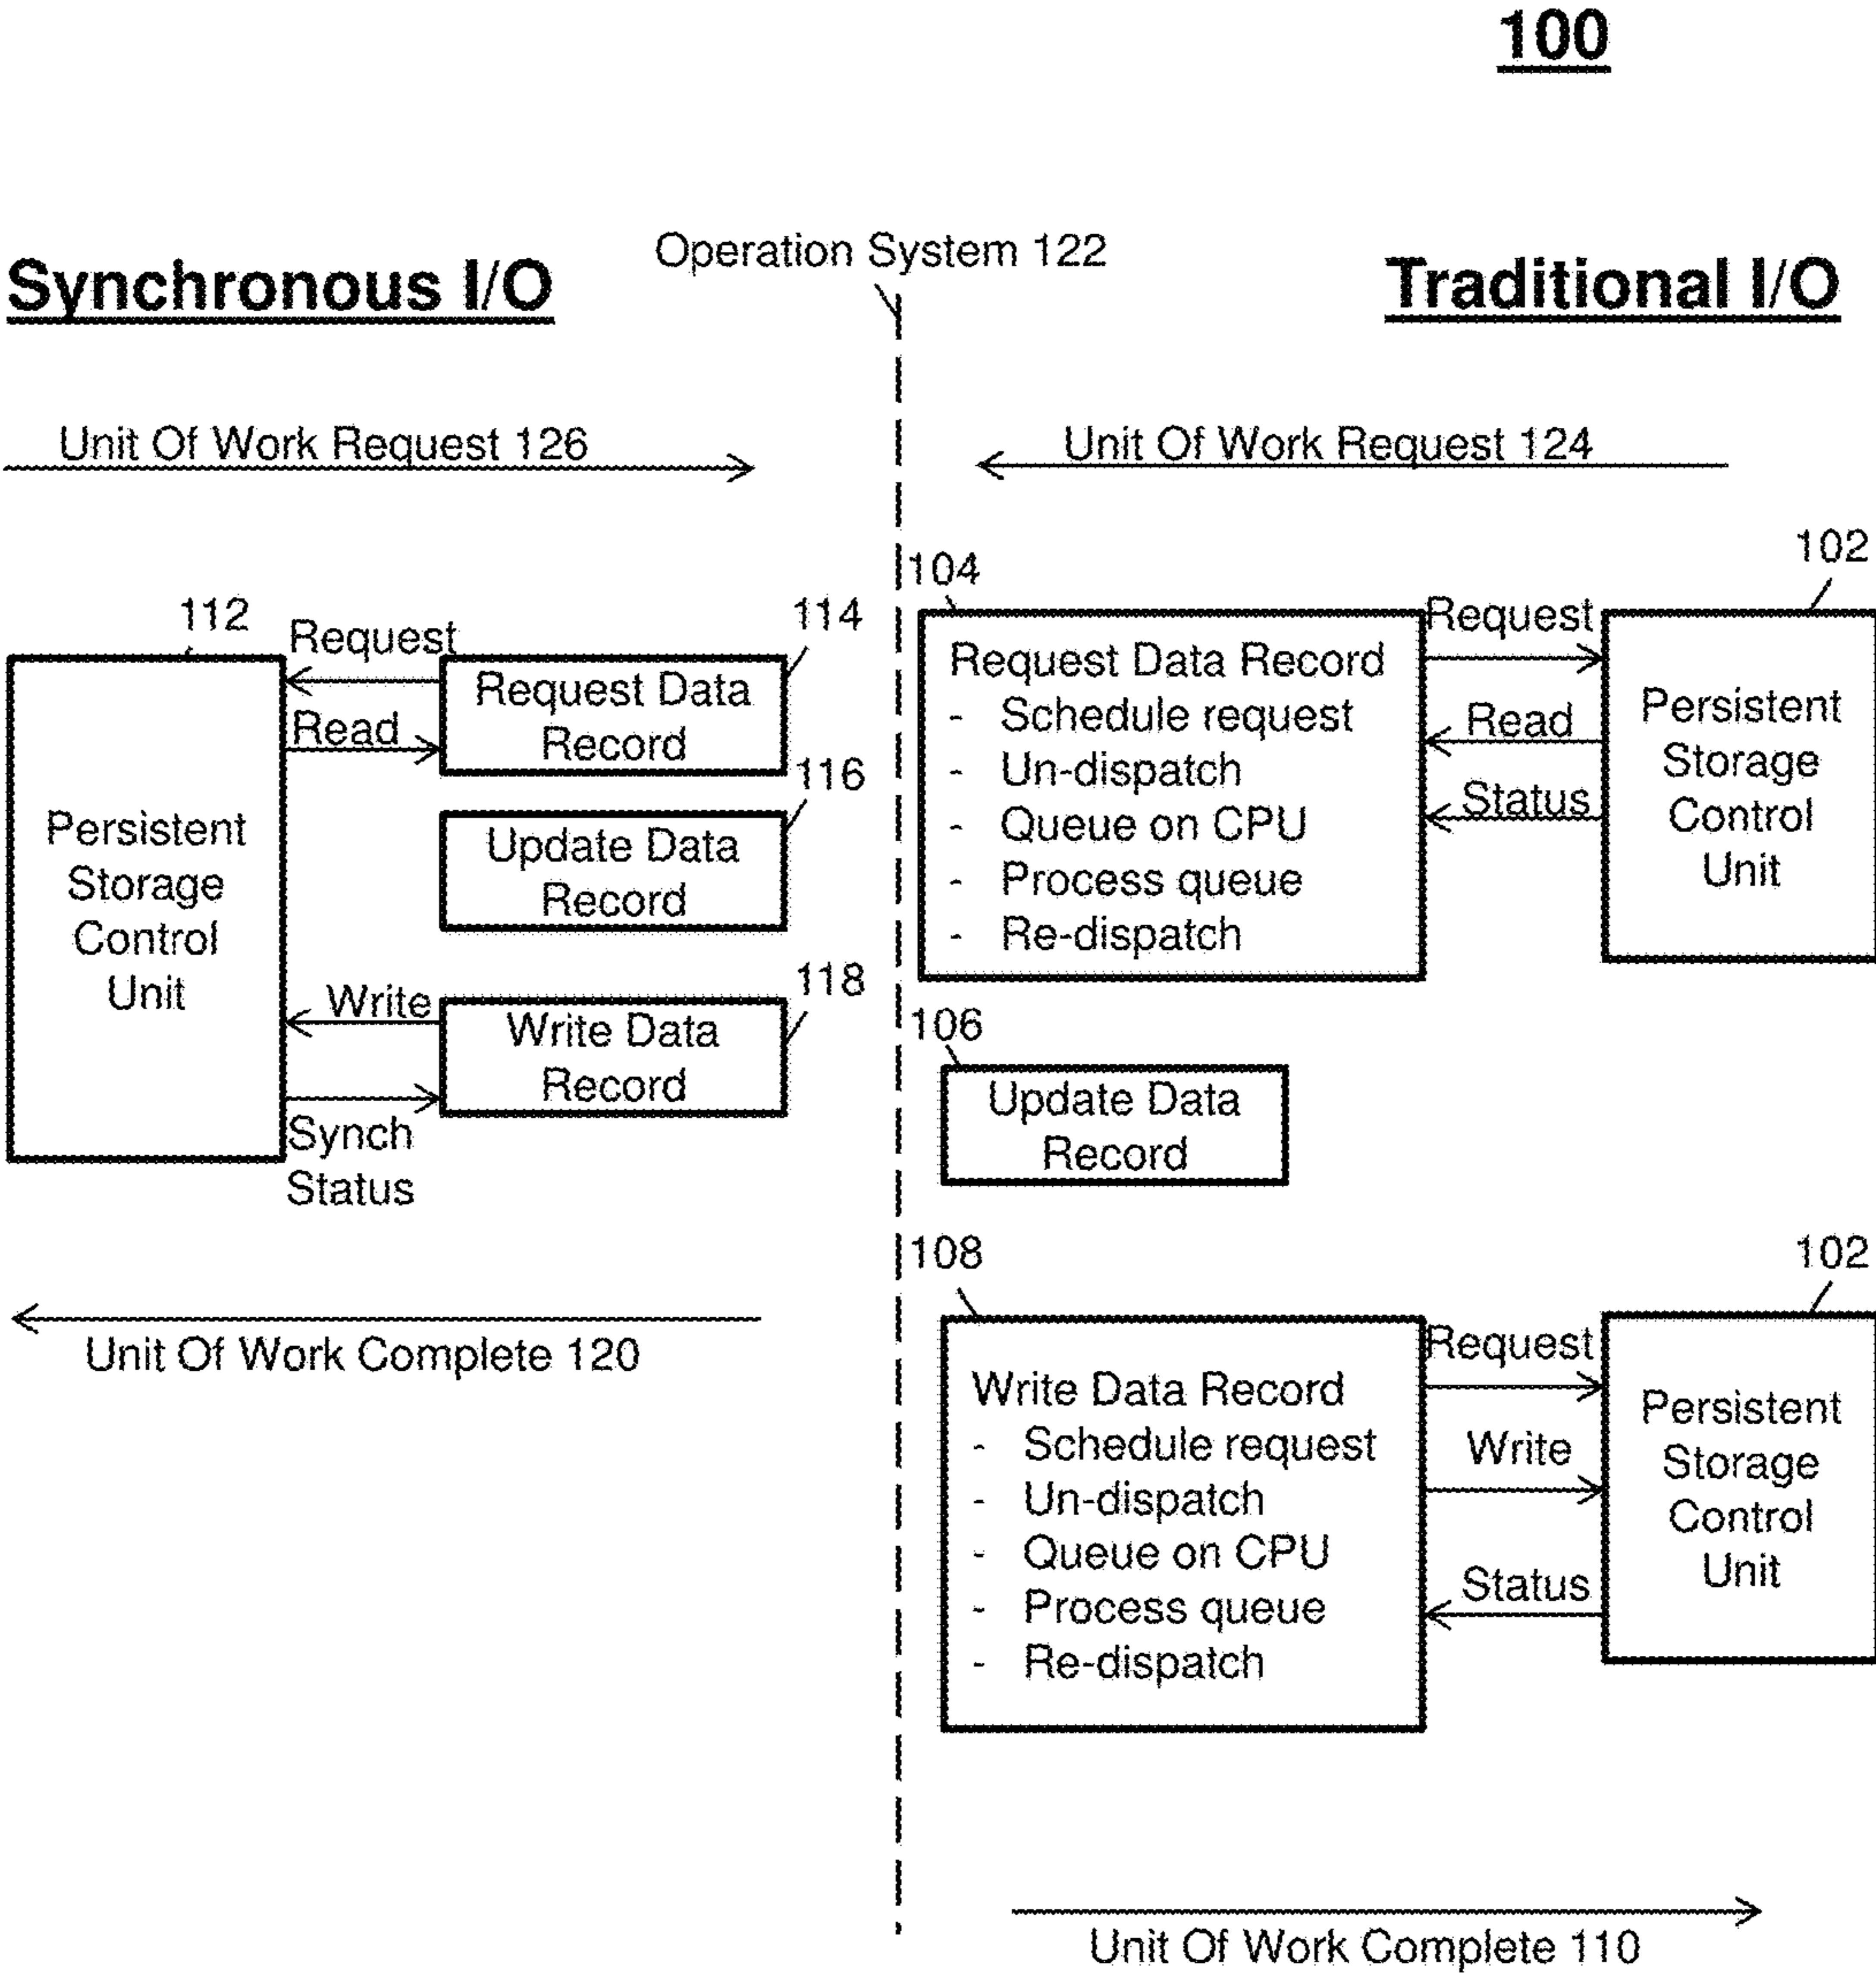 100
Operation System 122
Synchronous I/O
Traditional I/O
Unit Of Work Request 126
Unit Of Work Request 124
112
Request
Read
114
Request Data
Record
116
Update Data
Record
Persistent
Storage
Control
Unit
118
Write
Write Data
Record
Synch
Status
Unit Of Work Complete 120
104
Request Data Record
- Schedule request
- Un-dispatch
- Queue on CPU
- Process queue
- Re-dispatch
Request
Read
Status
102
Persistent
Storage
Control
Unit
106
Update Data
Record
108
Write Data Record
- Schedule request
- Un-dispatch
- Queue on CPU
- Process queue
- Re-dispatch
Request
Write
Status
102
Persistent
Storage
Control
Unit
Unit Of Work Complete 110